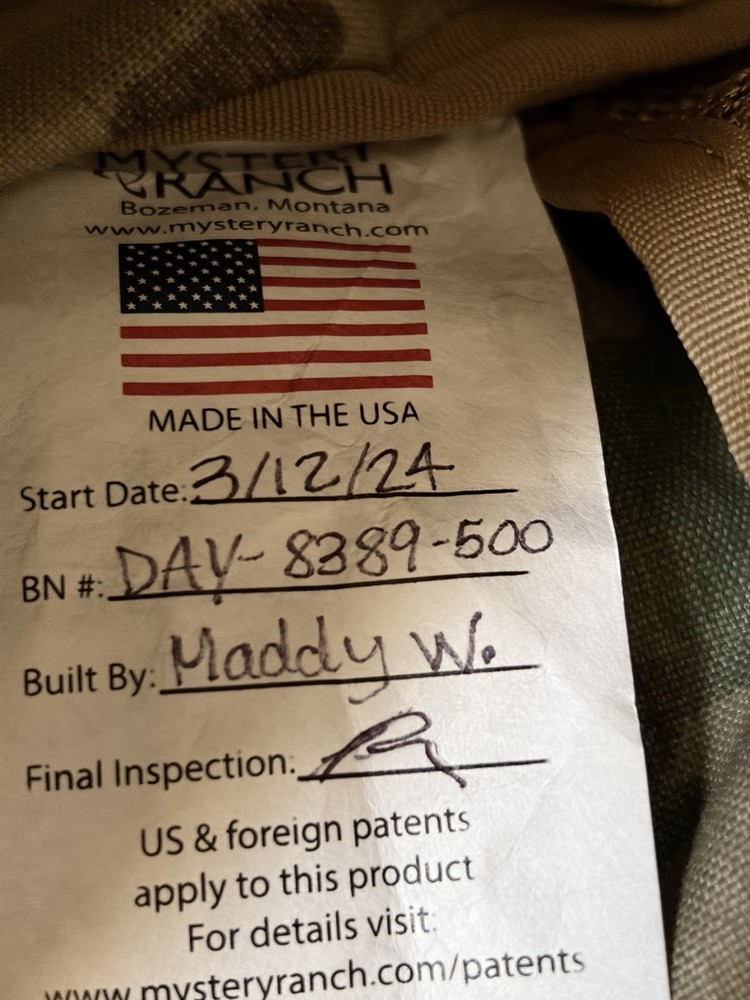 MYSTERY
RANCH
Bozeman, Montana
www.mysteryranch.com
MADE IN THE USA
Start Date: 3/12/24
BN #: DAY-8389-500
Built By: Maddy W.
Final Inspection:
US & foreign patents
apply to this product
For details visit:
www.mysteryranch.com/patents